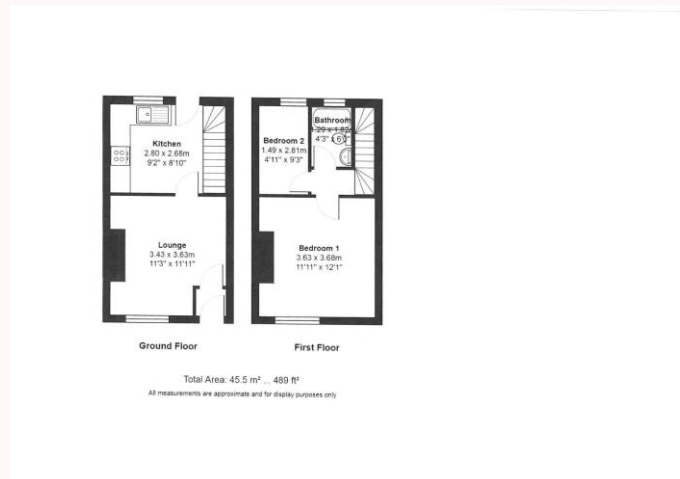 Kitchen
2.80 x 2.68m
9'2" x 8'10"
Lounge
3.43 x 3.63m
11'3" x 11'11"
Ground Floor
Bedroom 2
1.49 x 2.81m
4'11" x 9'3"
Bathroom
4'3" x
Bedroom 1
3.63 x 3.68m
11'11" x 12'1"
First Floor
Total Area: 45.5 m² ... 489 ft²
All measurements are approximate and for display purposes only